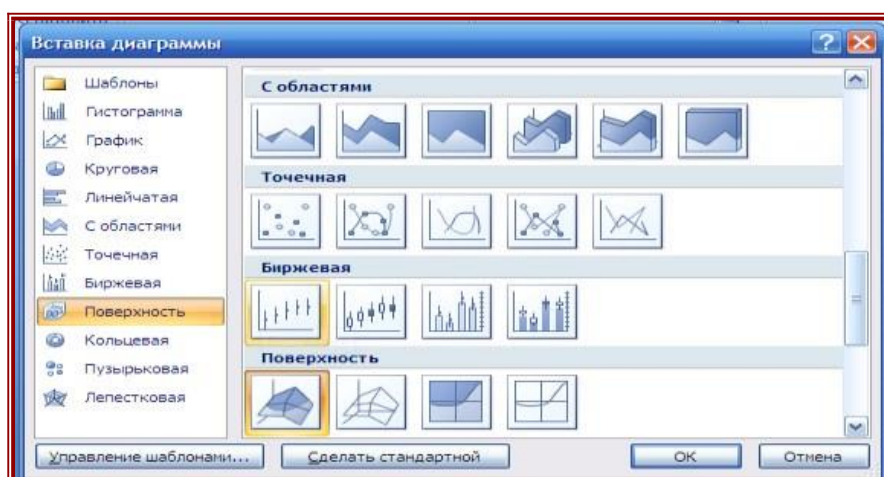 Вставка диаграммы
Шаблоны
Гистограмма
График
Круговая
Линейчатая
С областями
Точечная
Биржевая
Поверхность
Кольцевая
Пузырьковая
Лепестковая
С областями
Точечная
Биржевая
Поверхность
Управление шаблонами...
Сделать стандартной
ОК
Отмена